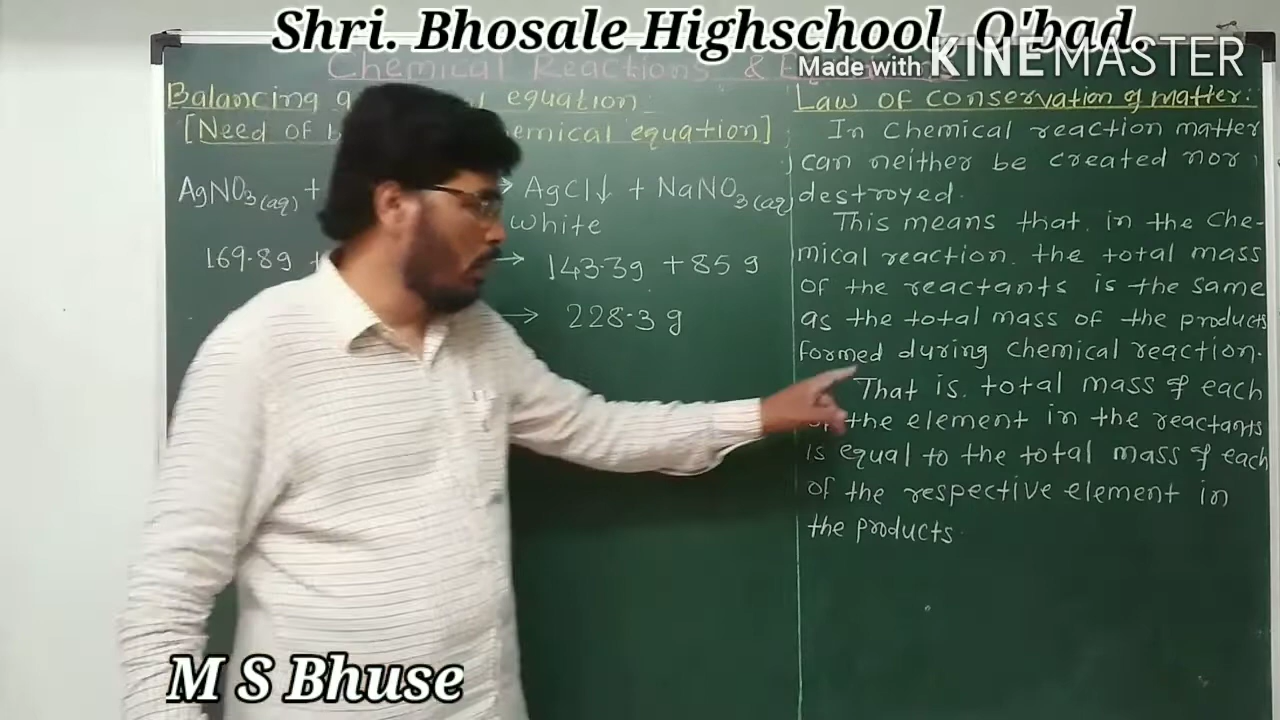 Shri. Bhosale Highschool, O'bad
Made with KINEMASTER
Chemical Reactions &
Balancing equation:
[Need of chemical equation]
AgNO3(aq) + → AgCl↓ + NaNO3(aq)
white
169.8g + → 143.3g + 85 g
→ 228.3 g
Law of conservation of matter:
In Chemical reaction matter
can neither be created nor
destroyed.
This means that, in the che-
mical reaction. the total mass
of the reactants is the same
as the total mass of the products
formed during chemical reaction.
That is. total mass of each
of the element in the reactants
is equal to the total mass of each
of the respective element in
the products.
M S Bhuse